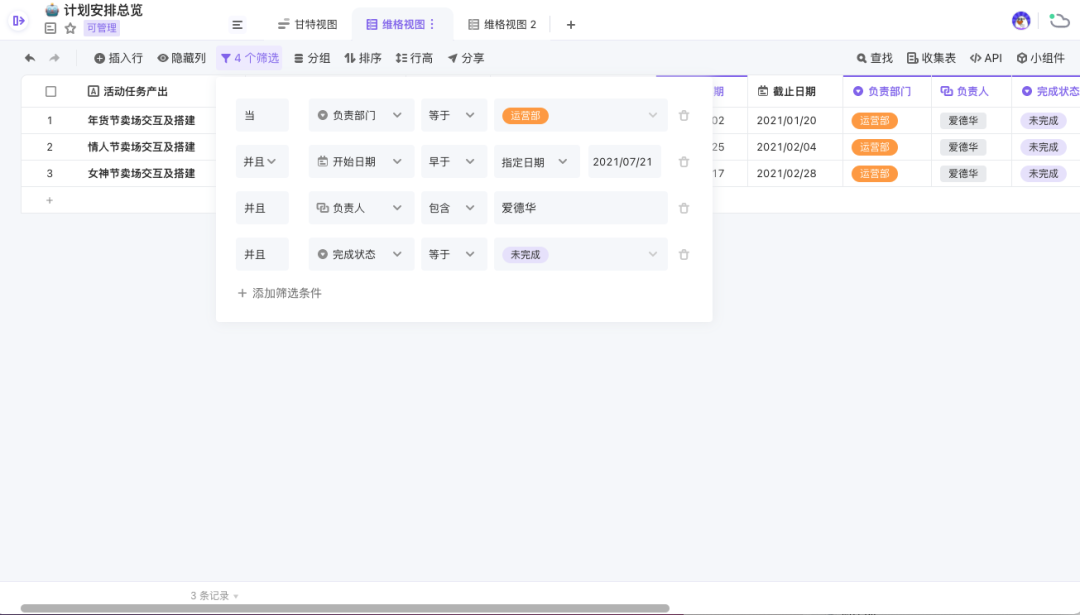 计划安排总览
可管理
甘特视图
维格视图
维格视图 2
插入行
隐藏列
4 个筛选
分组
排序
行高
分享
查找
收集表
API
小组件
活动任务产出
期
截止日期
负责部门
负责人
完成状态
1 年货节卖场交互及搭建 02 2021/01/20 运营部 爱德华 未完成
2 情人节卖场交互及搭建 25 2021/02/04 运营部 爱德华 未完成
3 女神节卖场交互及搭建 17 2021/02/28 运营部 爱德华 未完成
当 负责部门 等于 运营部
并且 开始日期 早于 指定日期 2021/07/21
并且 负责人 包含 爱德华
并且 完成状态 等于 未完成
添加筛选条件
3 条记录